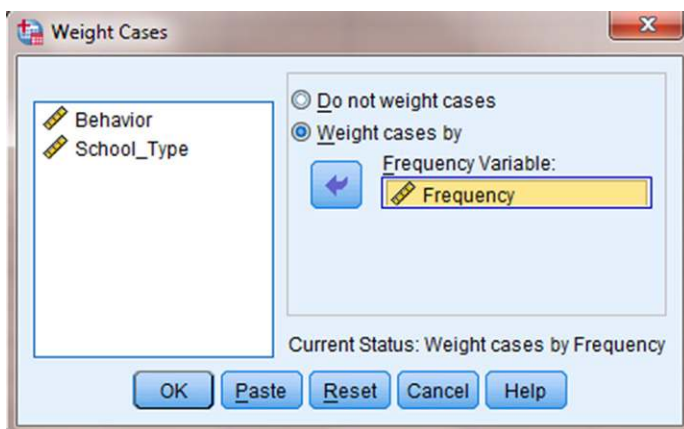 Weight Cases
X
Behavior
School_Type
Do not weight cases
Weight cases by
Frequency Variable:
Frequency
Current Status: Weight cases by Frequency
OK Paste Reset Cancel Help